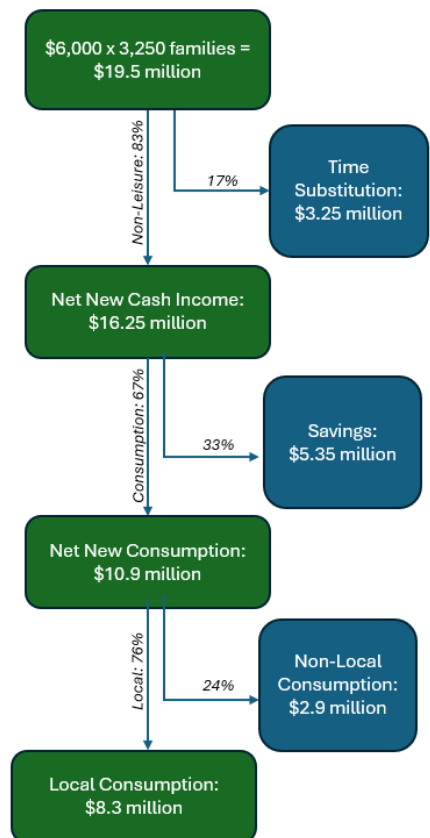 $6,000 x 3,250 families =
$19.5 million
Non-Leisure: 83%
17%
Time
Substitution:
$3.25 million
Net New Cash Income:
$16.25 million
Consumption: 67%
33%
Savings:
$5.35 million
Net New Consumption:
$10.9 million
Local: 76%
24%
Non-Local
Consumption:
$2.9 million
Local Consumption:
$8.3 million